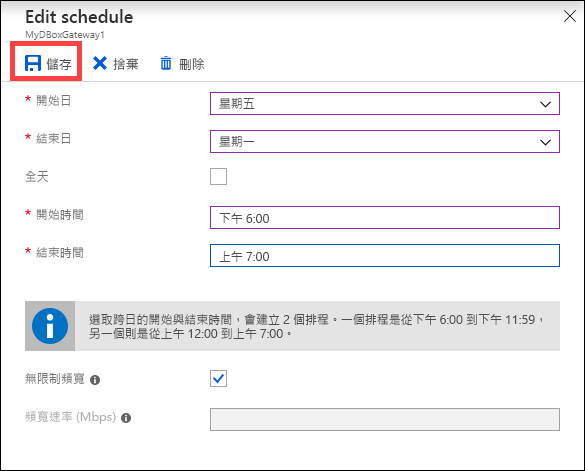 Edit schedule
MyDBoxGateway1
儲存 捨棄 刪除
* 開始日 星期五
* 結束日 星期一
全天
* 開始時間 下午 6:00
* 結束時間 上午 7:00
選取跨日的開始與結束時間，會建立 2 個排程。一個排程是從下午 6:00 到下午 11:59，
另一個則是從上午 12:00 到上午 7:00。
無限制頻寬
頻寬速率 (Mbps)